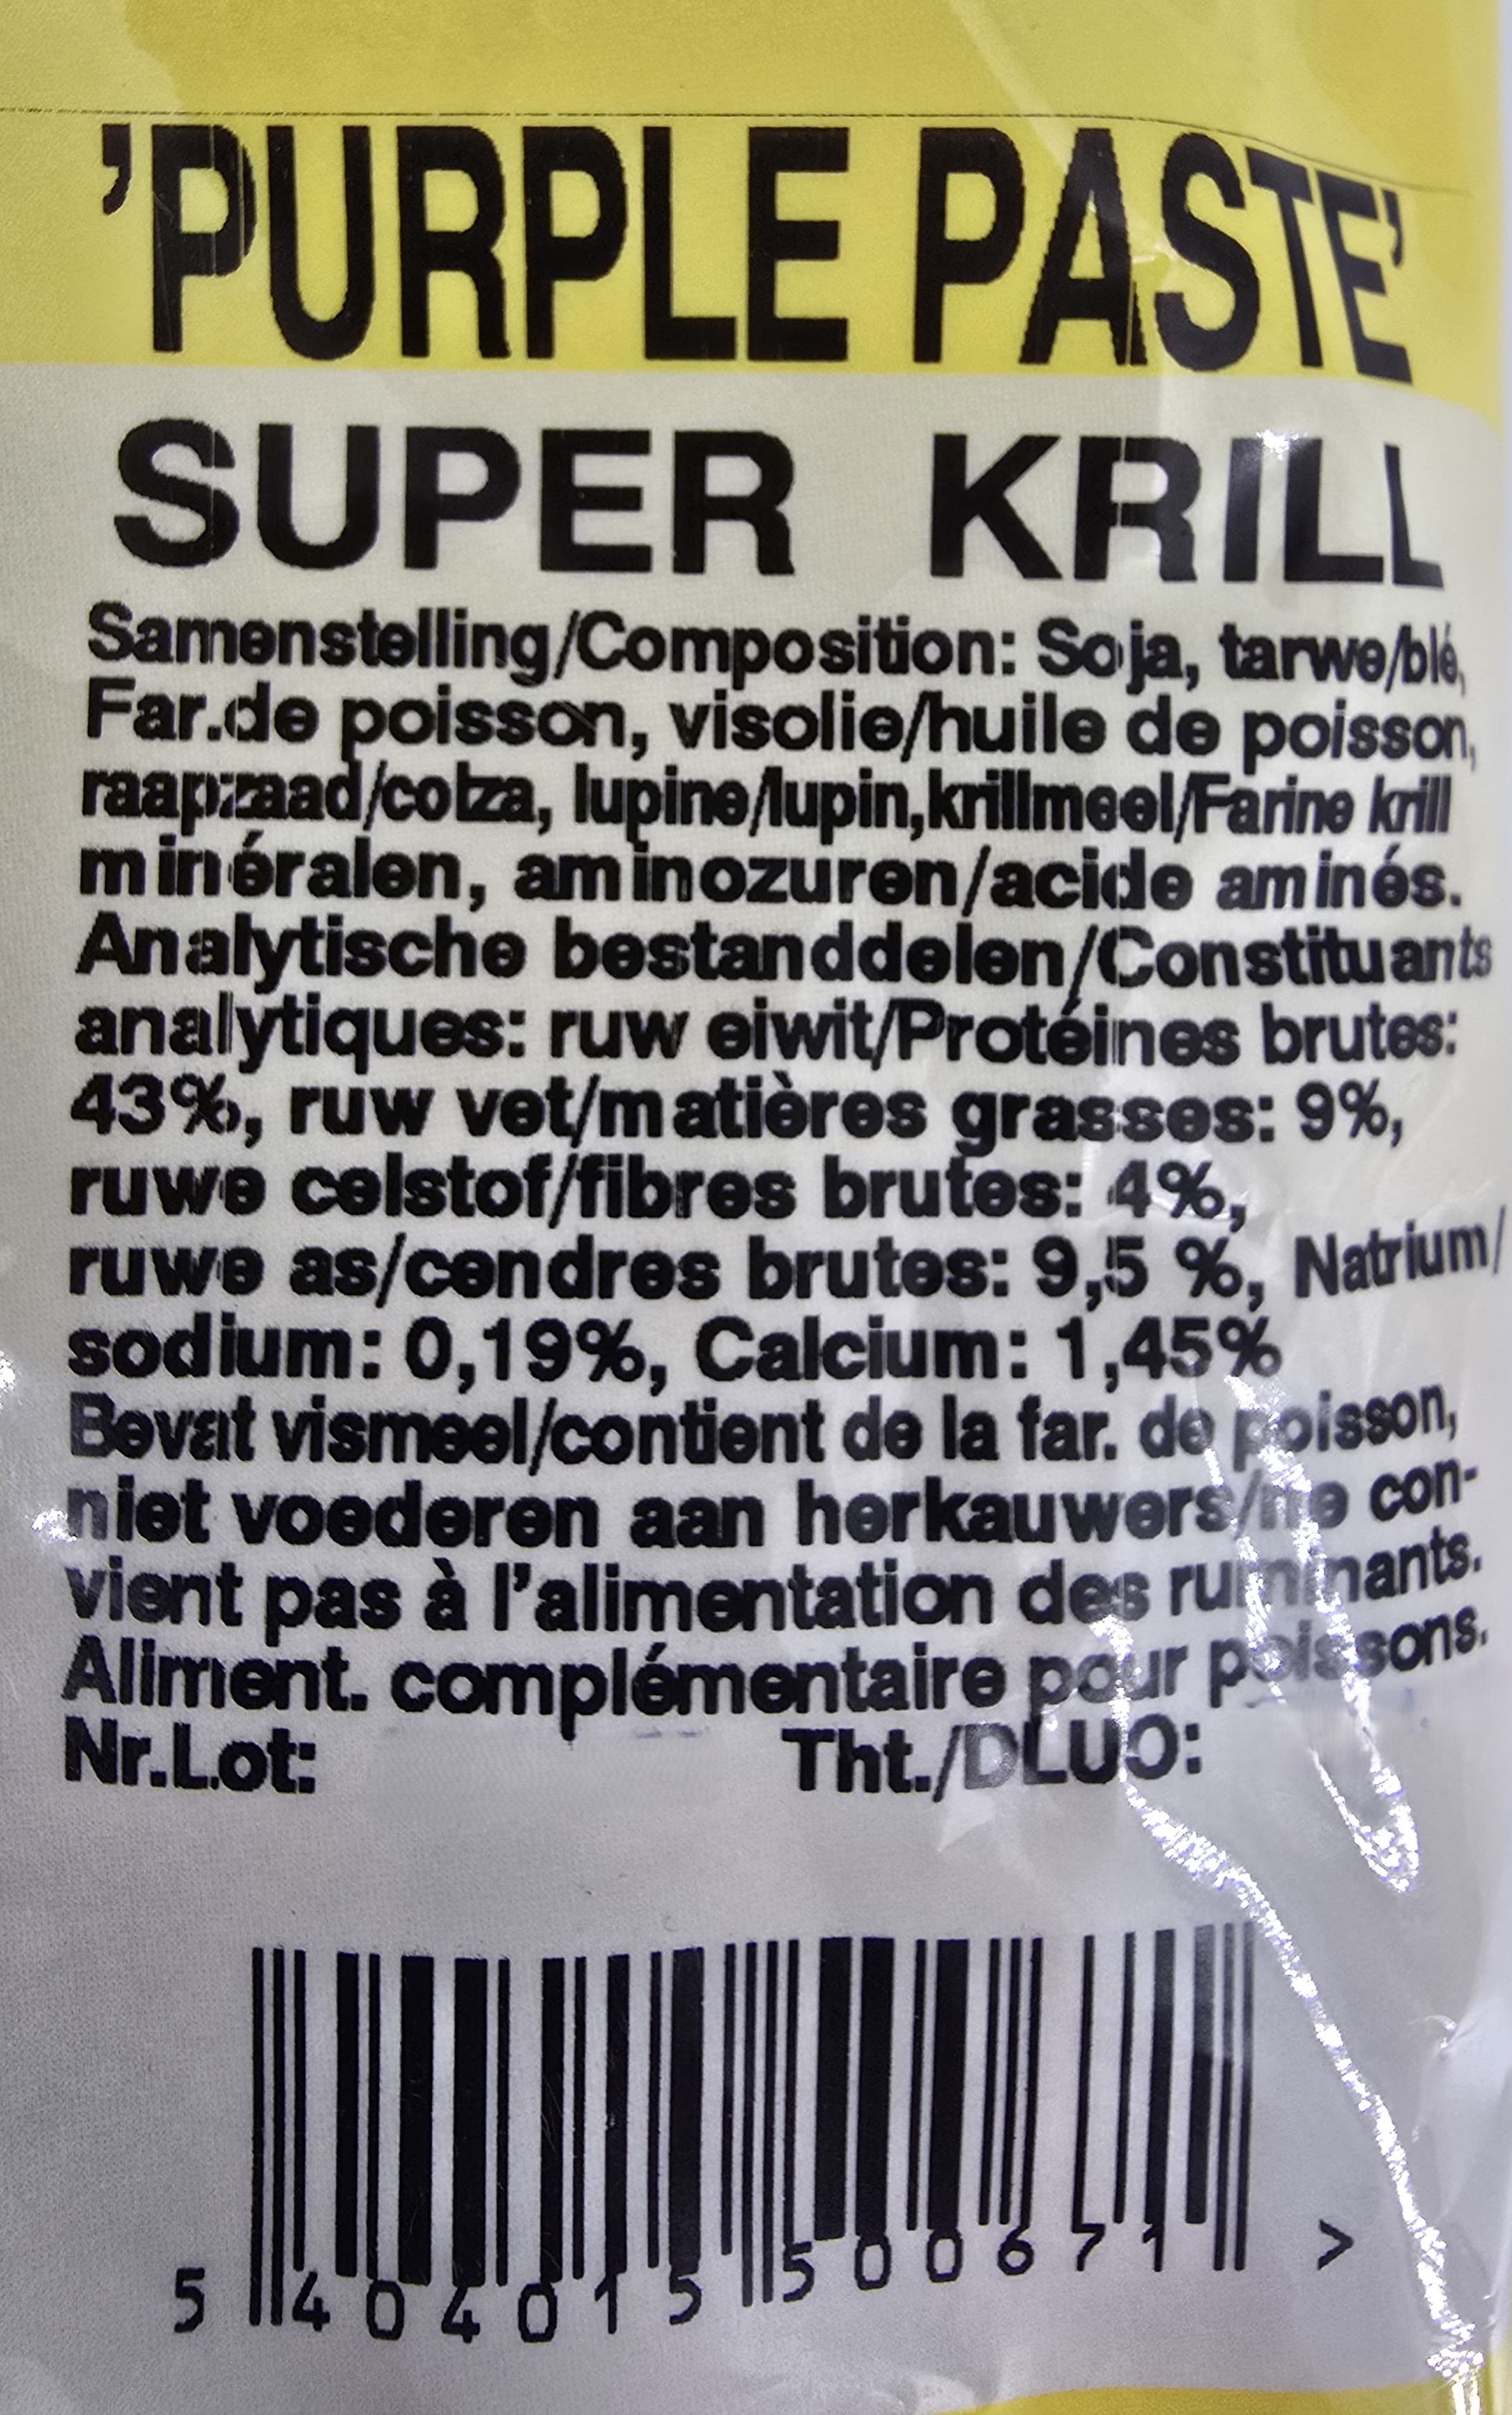 'PURPLE PASTE'
SUPER KRILL
Samenstelling/Composition: Soja, tarwe/blé,
Far.de poisson, visolie/huile de poisson,
raapzaad/colza, lupine/lupin,krillmeel/Farine krill
minéralen, aminozuren/acide aminés.
Analytische bestanddelen/Constituants
analytiques: ruw eiwit/Protéines brutes:
43%, ruw vet/matières grasses: 9%,
ruwe celstof/fibres brutes: 4%,
ruwe as/cendres brutes: 9,5 %, Natrium/
sodium: 0,19%, Calcium: 1,45%
Bevat vismeel/contient de la far. de poisson,
niet voederen aan herkauwers/ne con-
vient pas à l'alimentation des ruminants.
Aliment. complémentaire pour poissons.
Nr.Lot: Tht./DLUO:
5 404015 500671 >